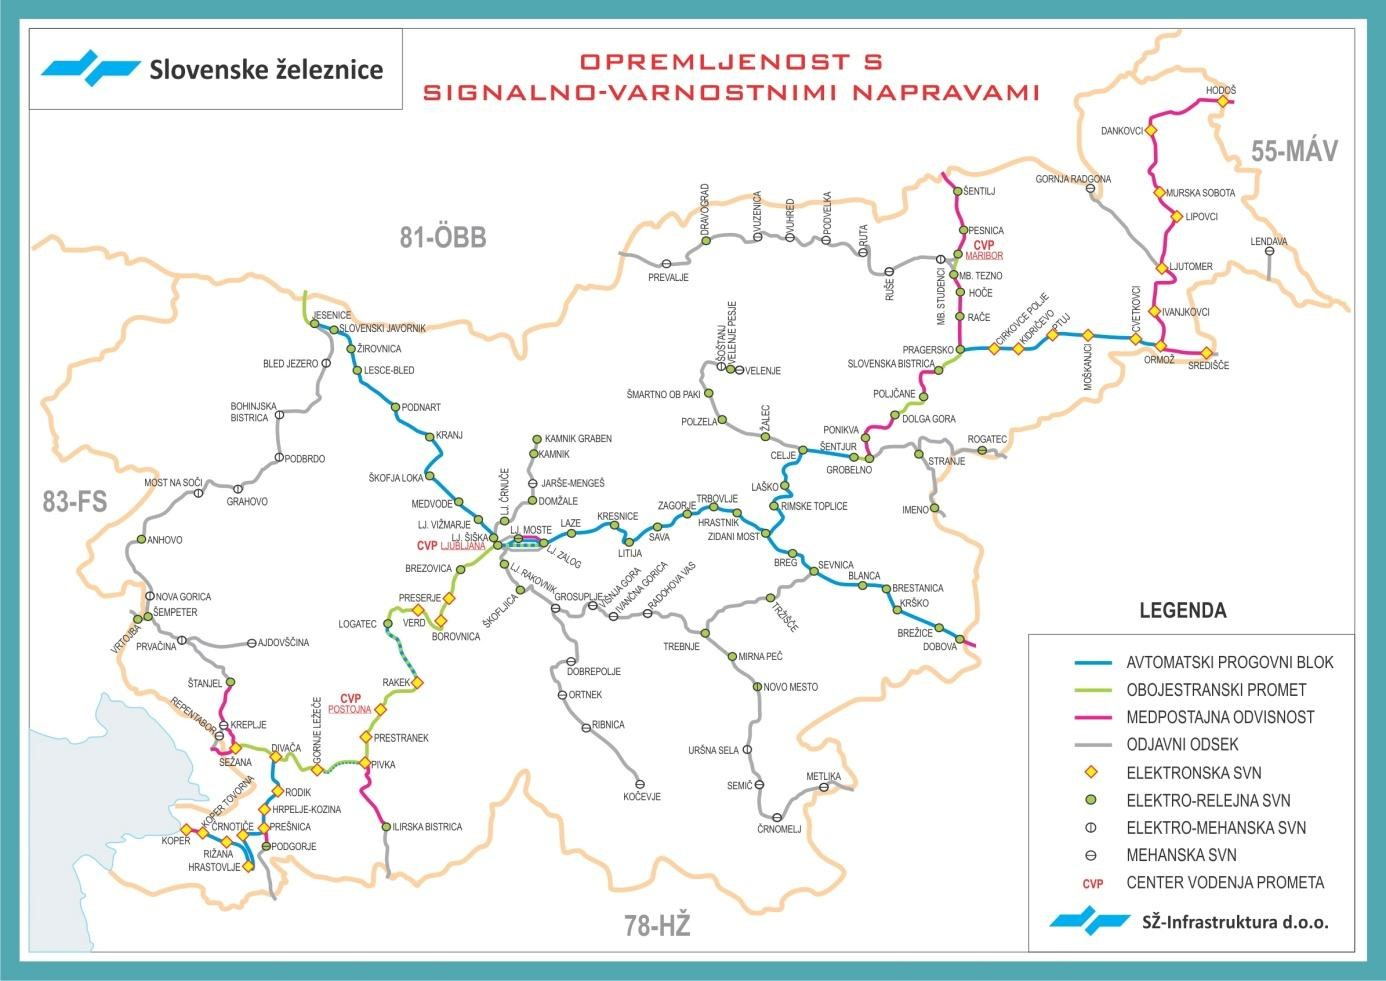 Slovenske železnice
OPREMLJENOST S
SIGNALNO-VARNOSTNIMI NAPRAVAMI
HODOŠ
DANKOVCI
55-MÁV
GORNJA RADGONA
MURSKA SOBOTA
LIPOVCI
LENDAVA
LJUTOMER
IVANJKOVCI
CVETKOVCI
ORMOŽ
SREDIŠČE
MOŠKANJCI
PTUJ
KIDRIČEVO
CIRKOVCE POLJE
ŠENTILJ
PESNICA
CVP
MARIBOR
MB. TEZNO
MB. STUDENCI
HOČE
RAČE
PRAGERSKO
SLOVENSKA BISTRICA
POLJČANE
DOLGA GORA
PONIKVA
ŠENTJUR
GROBELNO
ROGATEC
STRANJE
IMENO
81-ÖBB
DRAVOGRAD
VUZENICA
VUHRED
PODVELKA
RUTA
RUŠE
PREVALJE
ŠOŠTANJ
VELENJE PESJE
VELENJE
ŠMARTNO OB PAKI
POLZELA
ŽALEC
CELJE
LAŠKO
RIMSKE TOPLICE
ZIDANI MOST
HRASTNIK
TRBOVLJE
ZAGORJE
SAVA
LITIJA
KRESNICE
LAZE
LJ. ZALOG
LJ. MOSTE
JESENICE
SLOVENSKI JAVORNIK
ŽIROVNICA
LESCE-BLED
BLED JEZERO
BOHINJSKA
BISTRICA
PODBRDO
GRAHOVO
MOST NA SOČI
PODNART
KRANJ
ŠKOFJA LOKA
MEDVODE
LJ. VIŽMARJE
LJ. ŠIŠKA
CVP LJUBLJANA
KAMNIK GRABEN
KAMNIK
JARŠE-MENGEŠ
DOMŽALE
LJ. ČRNUČE
83-FS
ANHOVO
NOVA GORICA
ŠEMPETER
VRTOJBA
PRVAČINA
AJDOVŠČINA
ŠTANJEL
REPENTABOR
KREPLJE
SEŽANA
DIVAČA
GORNJE LEŽEČE
BREZOVICA
PRESERJE
VERD
BOROVNICA
LOGATEC
RAKEK
CVP
POSTOJNA
PRESTRANEK
PIVKA
ILIRSKA BISTRICA
RODIK
HRPELJE-KOZINA
PREŠNICA
PODGORJE
ČRNOTIČE
KOPER TOVORNA
KOPER
RIŽANA
HRASTOVLJE
LJ. RAKOVNIK
ŠKOFLJICA
GROSUPLJE
VIŠNJA GORA
IVANČNA GORICA
RADOHOVA VAS
TREBNJE
DOBREPOLJE
ORTNEK
RIBNICA
KOČEVJE
MIRNA PEČ
NOVO MESTO
URŠNA SELA
SEMIČ
ČRNOMELJ
METLIKA
TRŽIŠČE
BREG
SEVNICA
BLANCA
BRESTANICA
KRŠKO
BREŽICE
DOBOVA
78-HŽ
LEGENDA
AVTOMATSKI PROGOVNI BLOK
OBOJESTRANSKI PROMET
MEDPOSTAJNA ODVISNOST
ODJAVNI ODSEK
ELEKTRONSKA SVN
ELEKTRO-RELEJNA SVN
ELEKTRO-MEHANSKA SVN
MEHANSKA SVN
CVP CENTER VODENJA PROMETA
SŽ-Infrastruktura d.o.o.